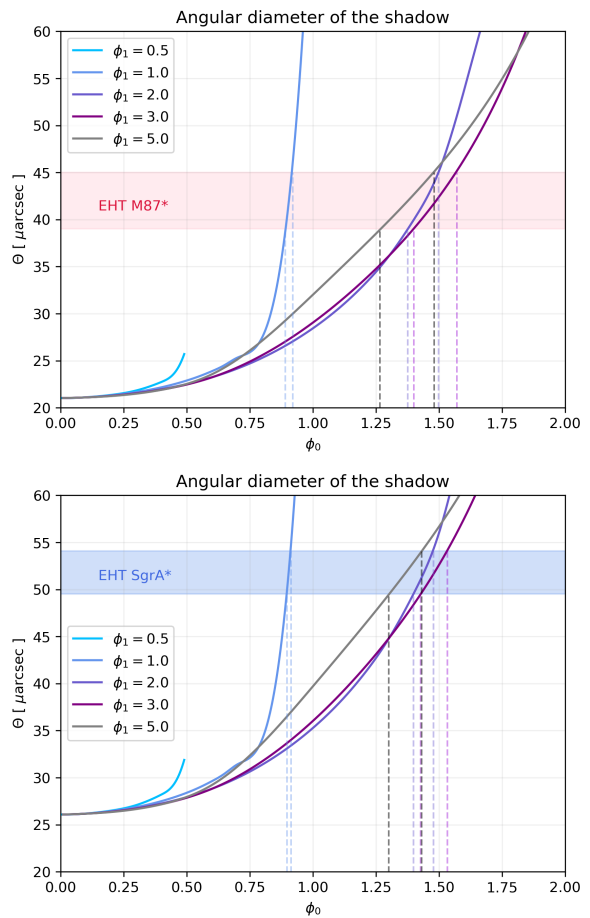 Angular diameter of the shadow
60
55
50
45
40
35
30
25
20
Θ [ μarcsec ]
ϕ₁ = 0.5
ϕ₁ = 1.0
ϕ₁ = 2.0
ϕ₁ = 3.0
ϕ₁ = 5.0
EHT M87*
0.00 0.25 0.50 0.75 1.00 1.25 1.50 1.75 2.00
ϕ₀
Angular diameter of the shadow
60
55
50
45
40
35
30
25
20
Θ [ μarcsec ]
EHT SgrA*
ϕ₁ = 0.5
ϕ₁ = 1.0
ϕ₁ = 2.0
ϕ₁ = 3.0
ϕ₁ = 5.0
0.00 0.25 0.50 0.75 1.00 1.25 1.50 1.75 2.00
ϕ₀